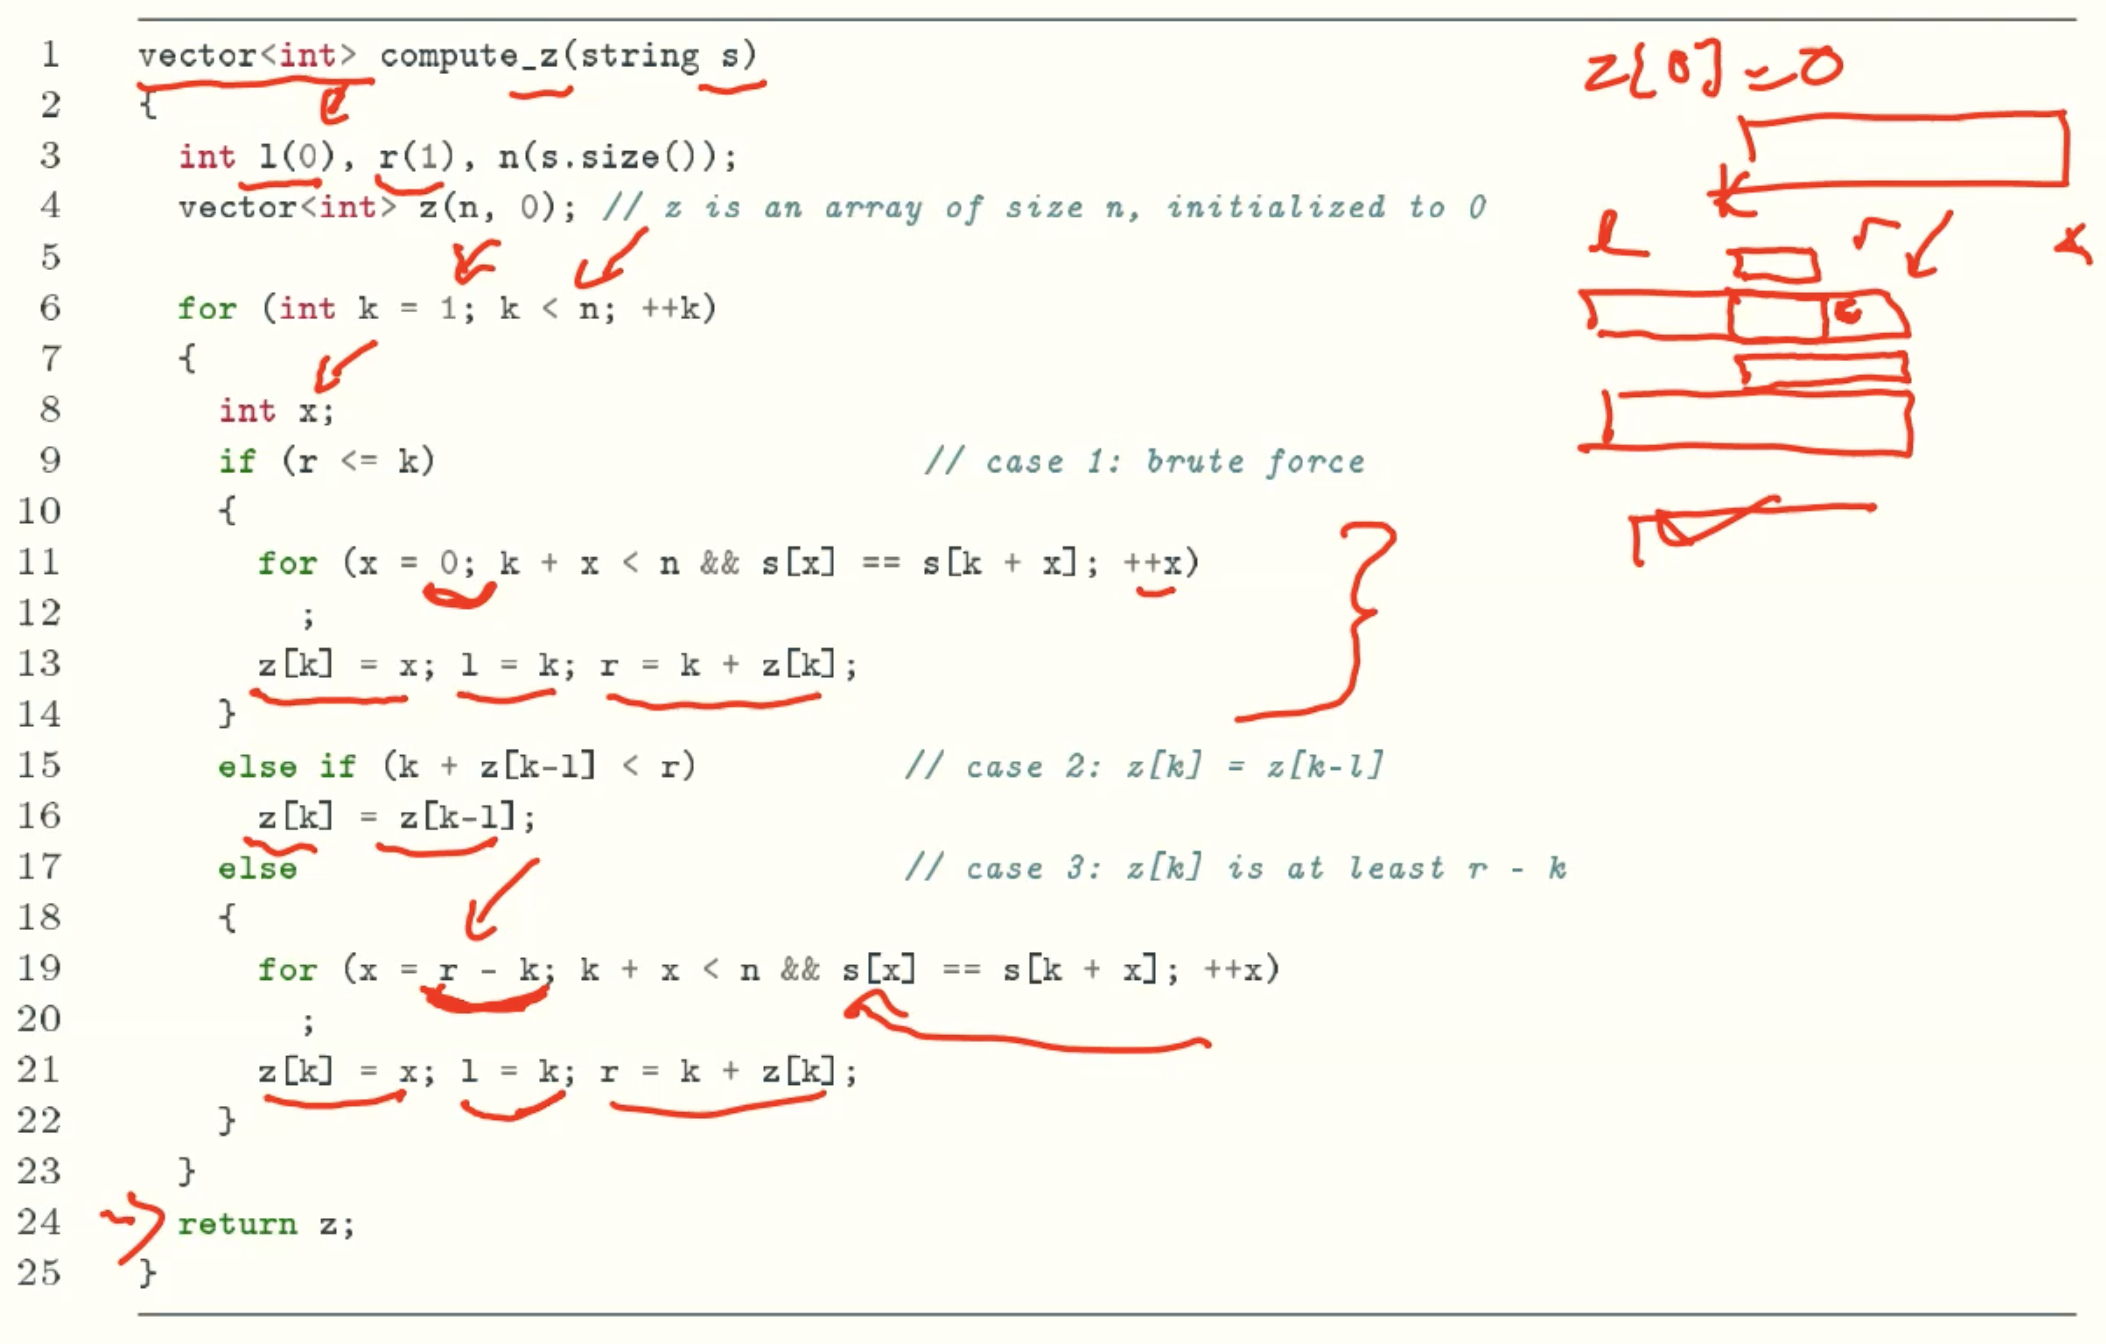 1 vector<int> compute_z(string s)
2 {
3 int l(0), r(1), n(s.size());
4 vector<int> z(n, 0); // z is an array of size n, initialized to 0
5
6 for (int k = 1; k < n; ++k)
7 {
8 int x;
9 if (r <= k) // case 1: brute force
10 {
11 for (x = 0; k + x < n && s[x] == s[k + x]; ++x)
12 ;
13 z[k] = x; l = k; r = k + z[k];
14 }
15 else if (k + z[k-l] < r) // case 2: z[k] = z[k-l]
16 z[k] = z[k-l];
17 else // case 3: z[k] is at least r - k
18 {
19 for (x = r - k; k + x < n && s[x] == s[k + x]; ++x)
20 ;
21 z[k] = x; l = k; r = k + z[k];
22 }
23 }
24 return z;
25 }
z[0] = 0
k
l r